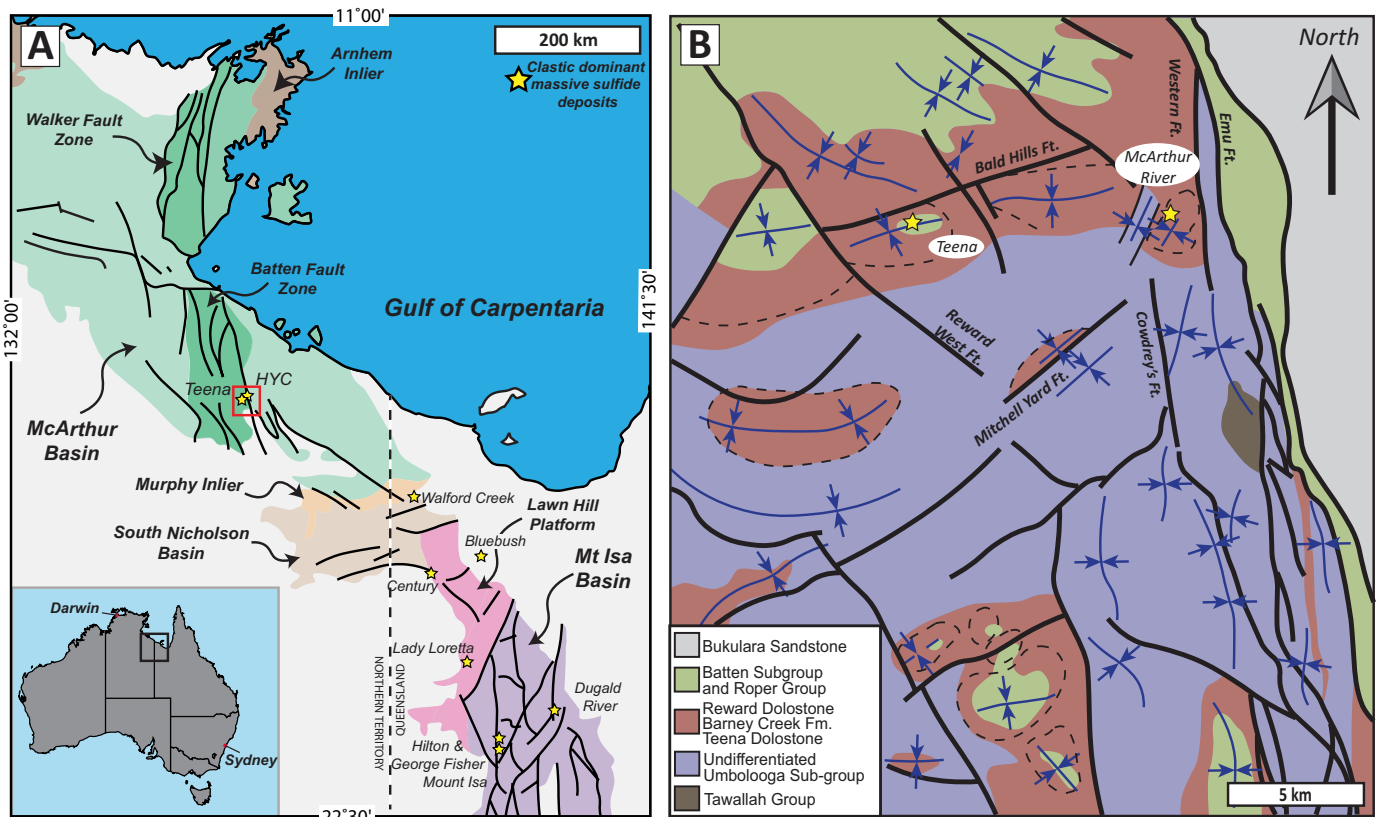 A
11°00'
200 km
Clastic dominant
massive sulfide
deposits
Arnhem
Inlier
Walker Fault
Zone
Batten Fault
Zone
Gulf of Carpentaria
132°00'
141°30'
Teena
HYC
McArthur
Basin
Murphy Inlier
Walford Creek
South Nicholson
Basin
Lawn Hill
Platform
Bluebush
Mt Isa
Basin
Century
Lady Loretta
NORTHERN TERRITORY
QUEENSLAND
Dugald
River
Hilton &
George Fisher
Mount Isa
Darwin
Sydney
22°30'
B
North
Western Ft.
Emu Ft.
Bald Hills Ft.
McArthur
River
Teena
Reward
West Ft.
Cowdrey's Ft.
Mitchell Yard Ft.
Bukulara Sandstone
Batten Subgroup
and Roper Group
Reward Dolostone
Barney Creek Fm.
Teena Dolostone
Undifferentiated
Umbolooga Sub-group
Tawallah Group
5 km